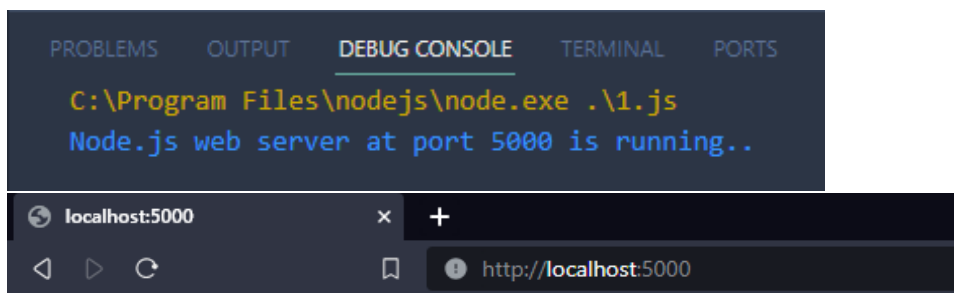 PROBLEMS OUTPUT DEBUG CONSOLE TERMINAL PORTS
C:\Program Files\nodejs\node.exe .\1.js
Node.js web server at port 5000 is running..
localhost:5000
http://localhost:5000